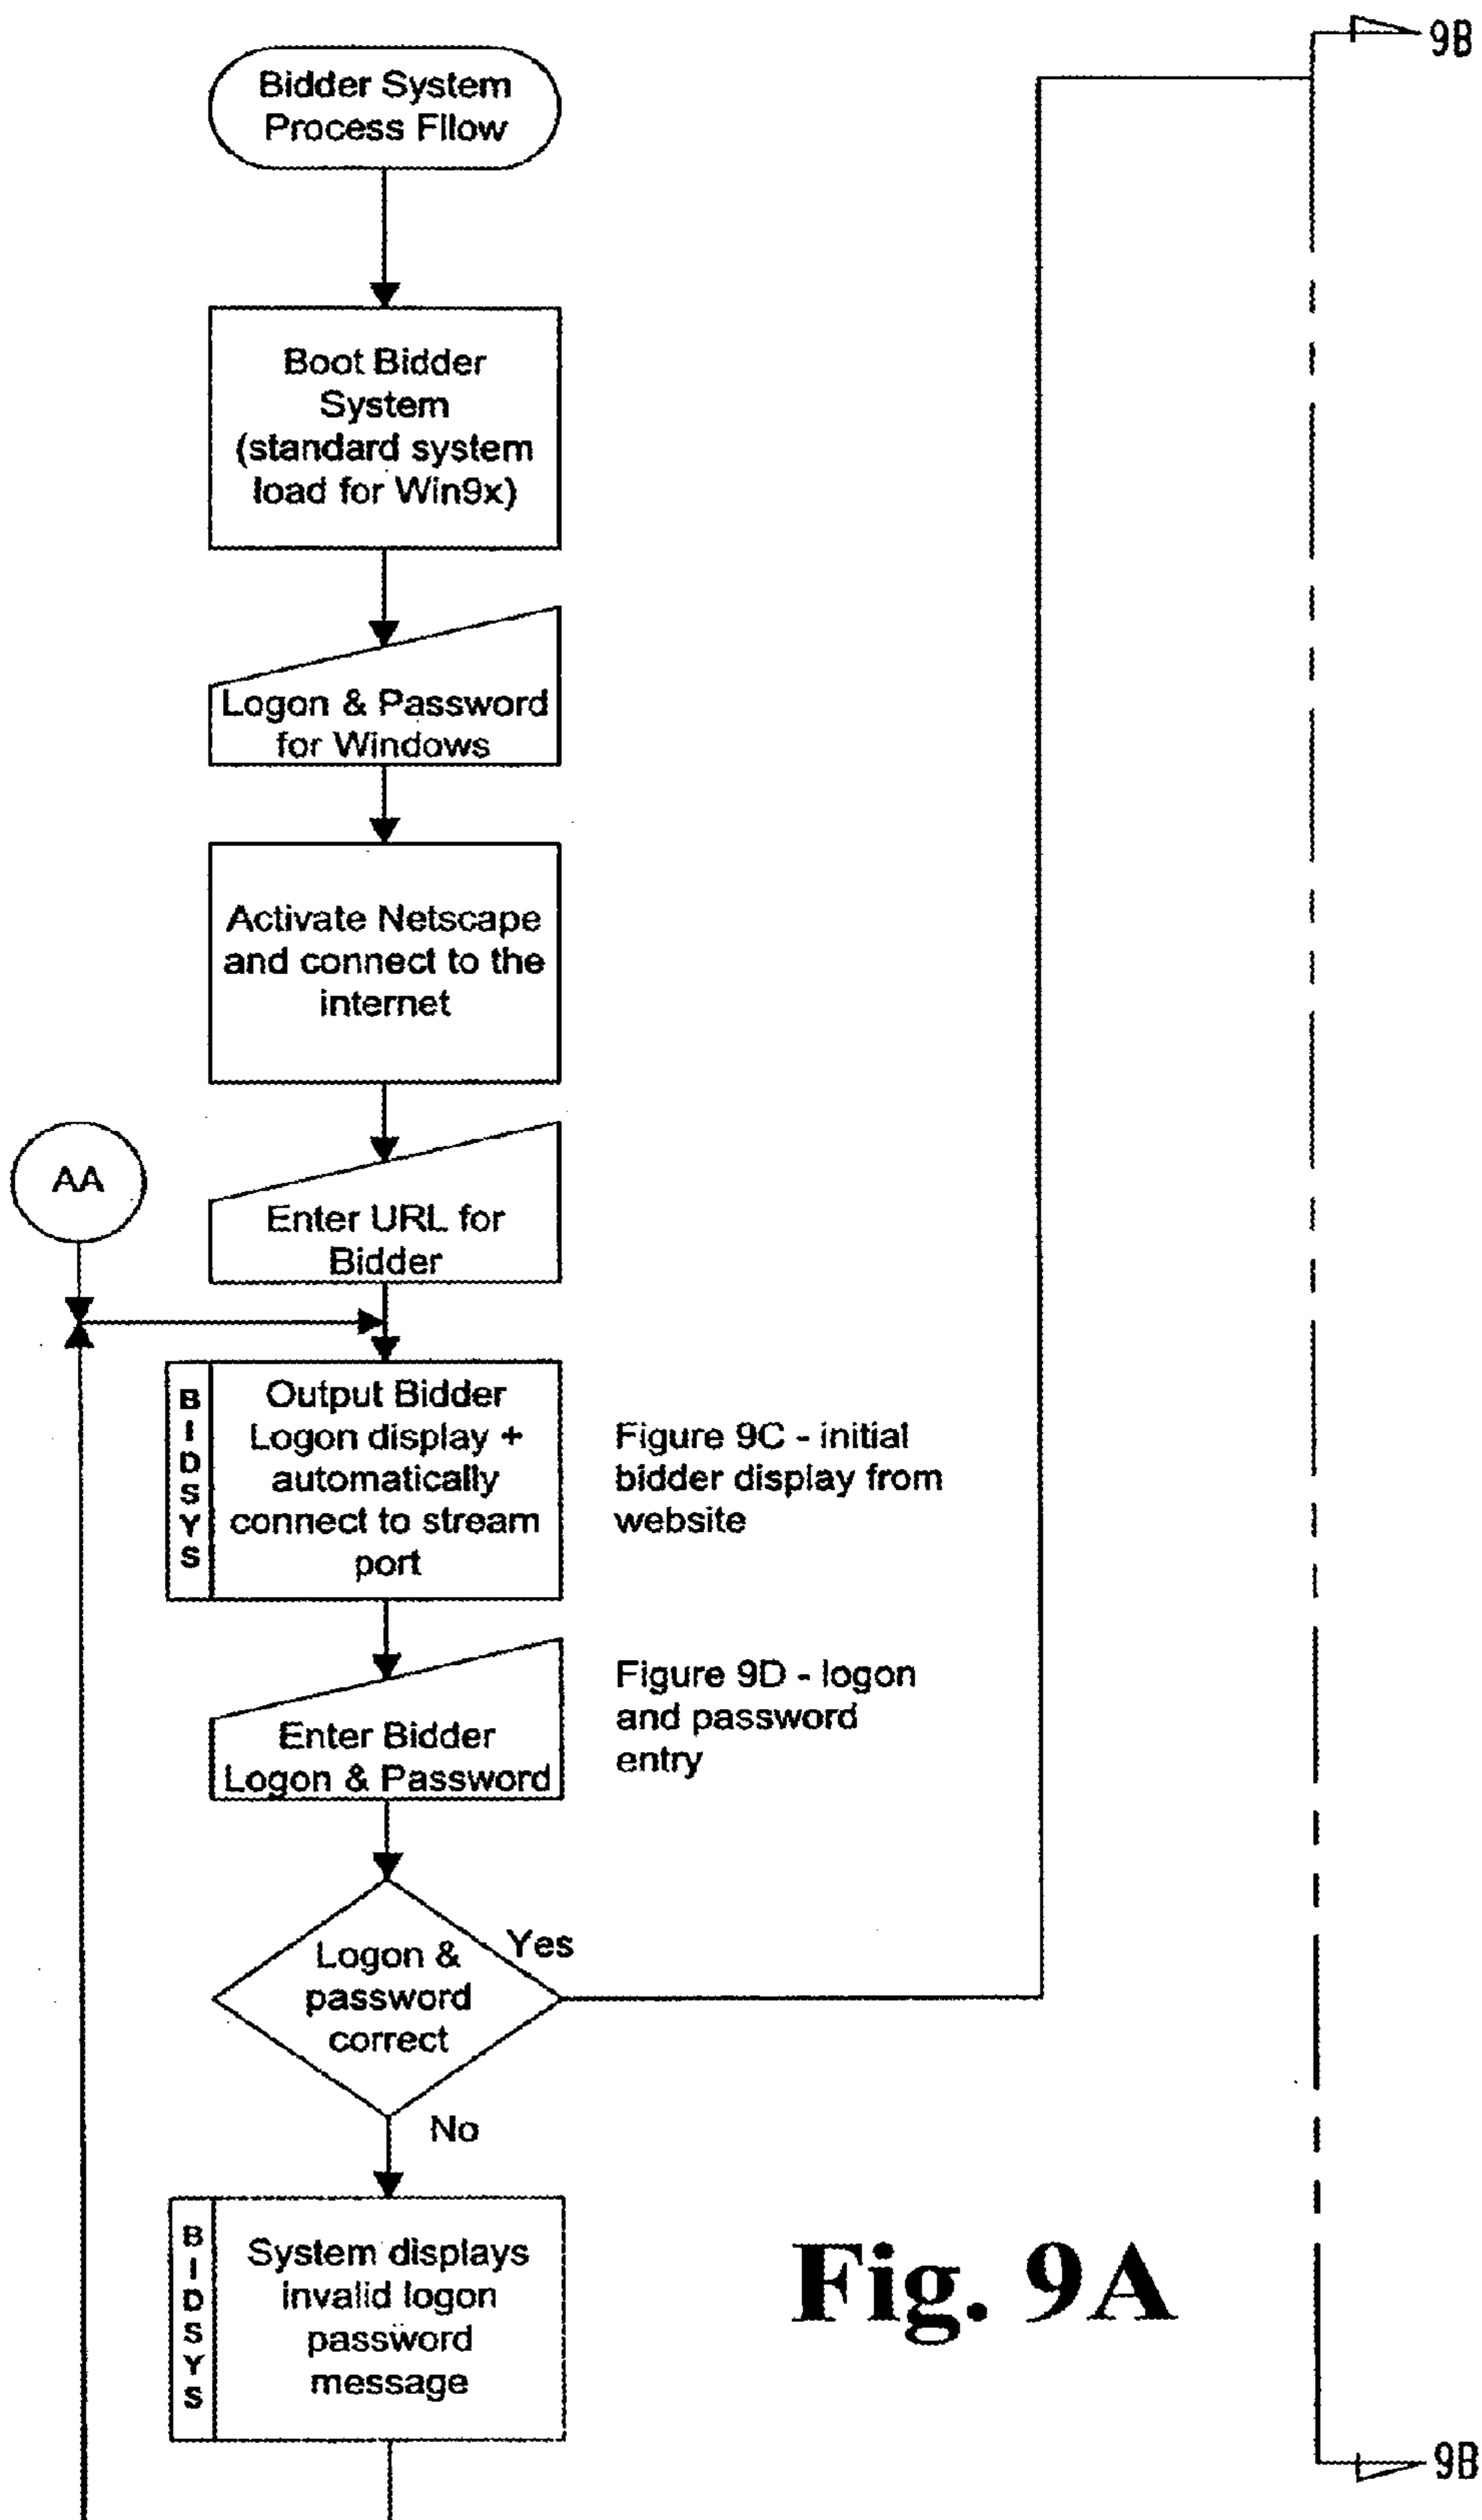 9B
Bidder System
Process Fllow
Boot Bidder
System
(standard system
load for Win9x)
Logon & Password
for Windows
Activate Netscape
and connect to the
internet
AA
Enter URL for
Bidder
BIDSYS
Output Bidder
Logon display +
automatically
connect to stream
port
Figure 9C - initial
bidder display from
website
Enter Bidder
Logon & Password
Figure 9D - logon
and password
entry
Logon &
password
correct
Yes
No
BIDSYS
System displays
invalid logon
password
message
Fig. 9A
9B